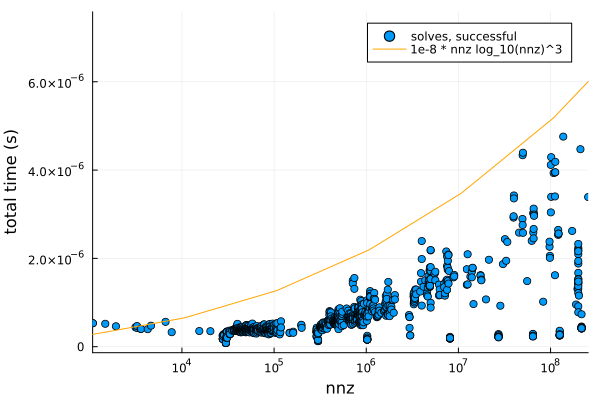 solves, successful
1e-8 * nnz log_10(nnz)^3
total time (s)
6.0×10⁻⁶
4.0×10⁻⁶
2.0×10⁻⁶
0
10⁴ 10⁵ 10⁶ 10⁷ 10⁸
nnz